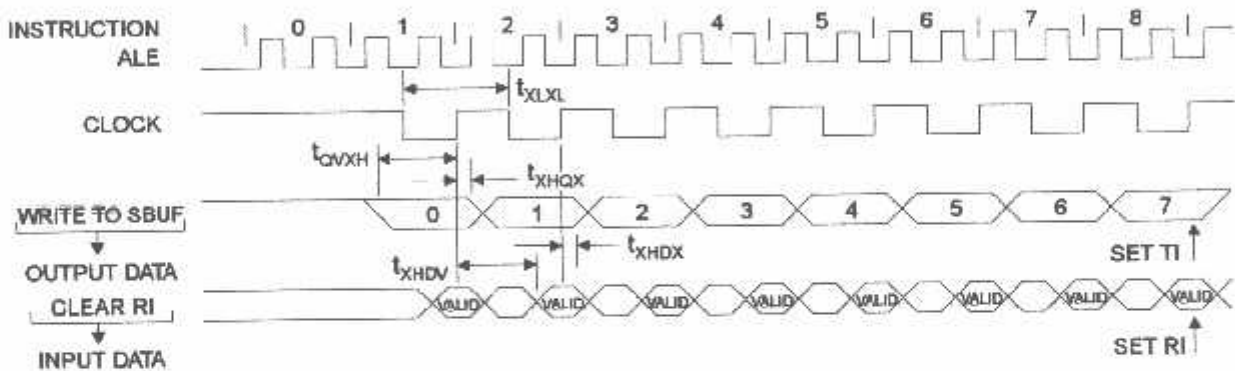 INSTRUCTION 0 1 2 3 4 5 6 7 8
ALE
tXLXL
CLOCK
tQVXH
tXHQX
WRITE TO SBUF 0 1 2 3 4 5 6 7
tXHDX
SET TI
OUTPUT DATA
tXHDV
CLEAR RI VALID VALID VALID VALID VALID VALID VALID VALID
SET RI
INPUT DATA